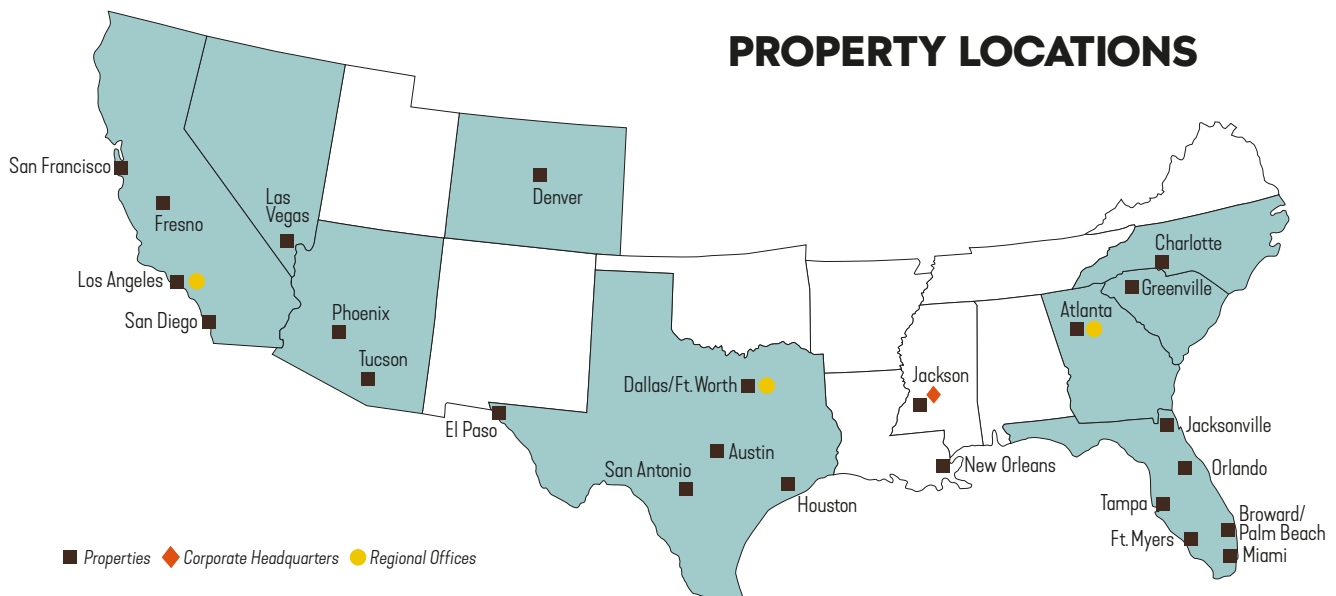 PROPERTY LOCATIONS
San Francisco
Fresno
Las
Vegas
Los Angeles
San Diego
Phoenix
Tucson
Denver
El Paso
Dallas/Ft. Worth
Austin
San Antonio
Houston
Jackson
New Orleans
Charlotte
Greenville
Atlanta
Jacksonville
Orlando
Tampa
Broward/
Palm Beach
Ft. Myers
Miami
Properties
Corporate Headquarters
Regional Offices